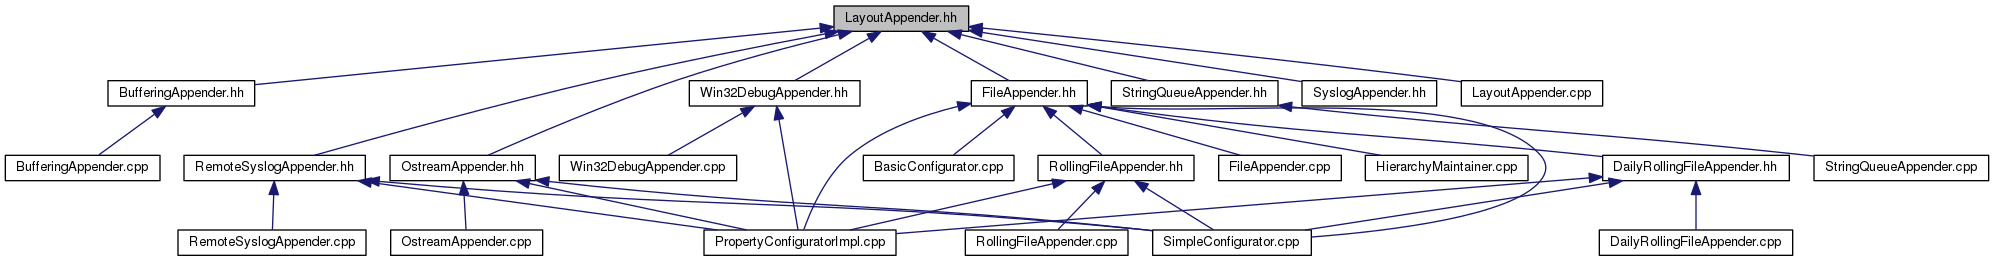 LayoutAppender.hh
BufferingAppender.hh
Win32DebugAppender.hh
FileAppender.hh
StringQueueAppender.hh
SyslogAppender.hh
LayoutAppender.cpp
BufferingAppender.cpp
RemoteSyslogAppender.hh
OstreamAppender.hh
Win32DebugAppender.cpp
BasicConfigurator.cpp
RollingFileAppender.hh
FileAppender.cpp
HierarchyMaintainer.cpp
DailyRollingFileAppender.hh
StringQueueAppender.cpp
RemoteSyslogAppender.cpp
OstreamAppender.cpp
PropertyConfiguratorImpl.cpp
RollingFileAppender.cpp
SimpleConfigurator.cpp
DailyRollingFileAppender.cpp